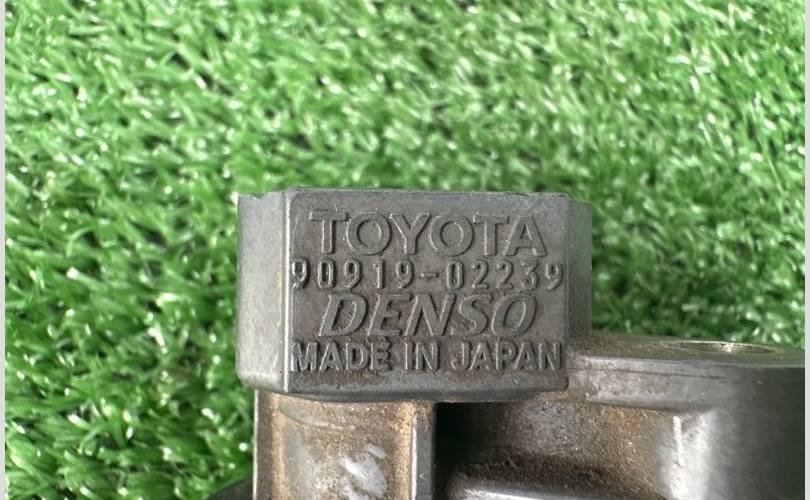 TOYOTA
90919-02239
DENSO
MADE IN JAPAN